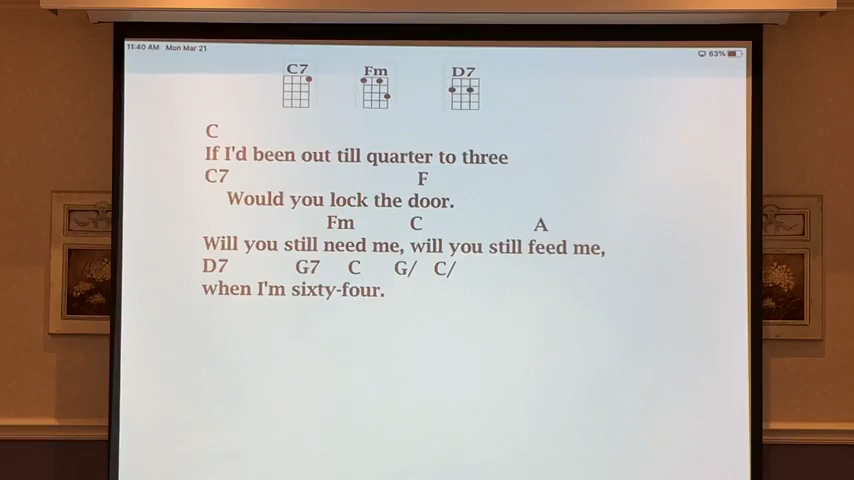 11:40 AM Mon Mar 21
63%
C7 Fm D7
C
If I'd been out till quarter to three
C7 F
Would you lock the door.
Fm C A
Will you still need me, will you still feed me,
D7 G7 C G/ C/
when I'm sixty-four.